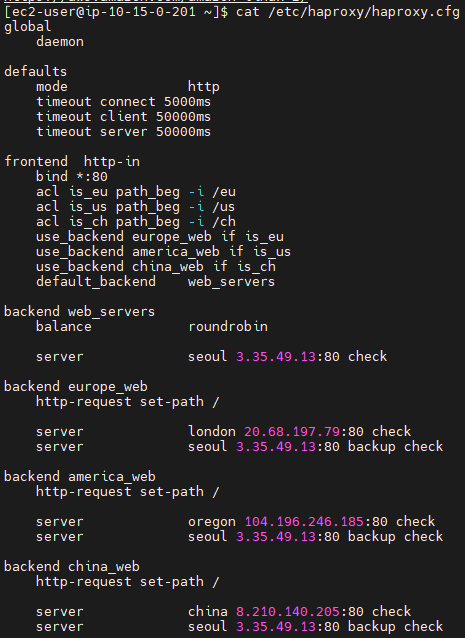 [ec2-user@ip-10-15-0-201 ~]$ cat /etc/haproxy/haproxy.cfg
global
    daemon

defaults
    mode               http
    timeout connect 5000ms
    timeout client 50000ms
    timeout server 50000ms

frontend  http-in
    bind *:80
    acl is_eu path_beg -i /eu
    acl is_us path_beg -i /us
    acl is_ch path_beg -i /ch
    use_backend europe_web if is_eu
    use_backend america_web if is_us
    use_backend china_web if is_ch
    default_backend    web_servers

backend web_servers
    balance            roundrobin

    server             seoul 3.35.49.13:80 check

backend europe_web
    http-request set-path /

    server             london 20.68.197.79:80 check
    server             seoul 3.35.49.13:80 backup check

backend america_web
    http-request set-path /

    server             oregon 104.196.246.185:80 check
    server             seoul 3.35.49.13:80 backup check

backend china_web
    http-request set-path /

    server             china 8.210.140.205:80 check
    server             seoul 3.35.49.13:80 backup check